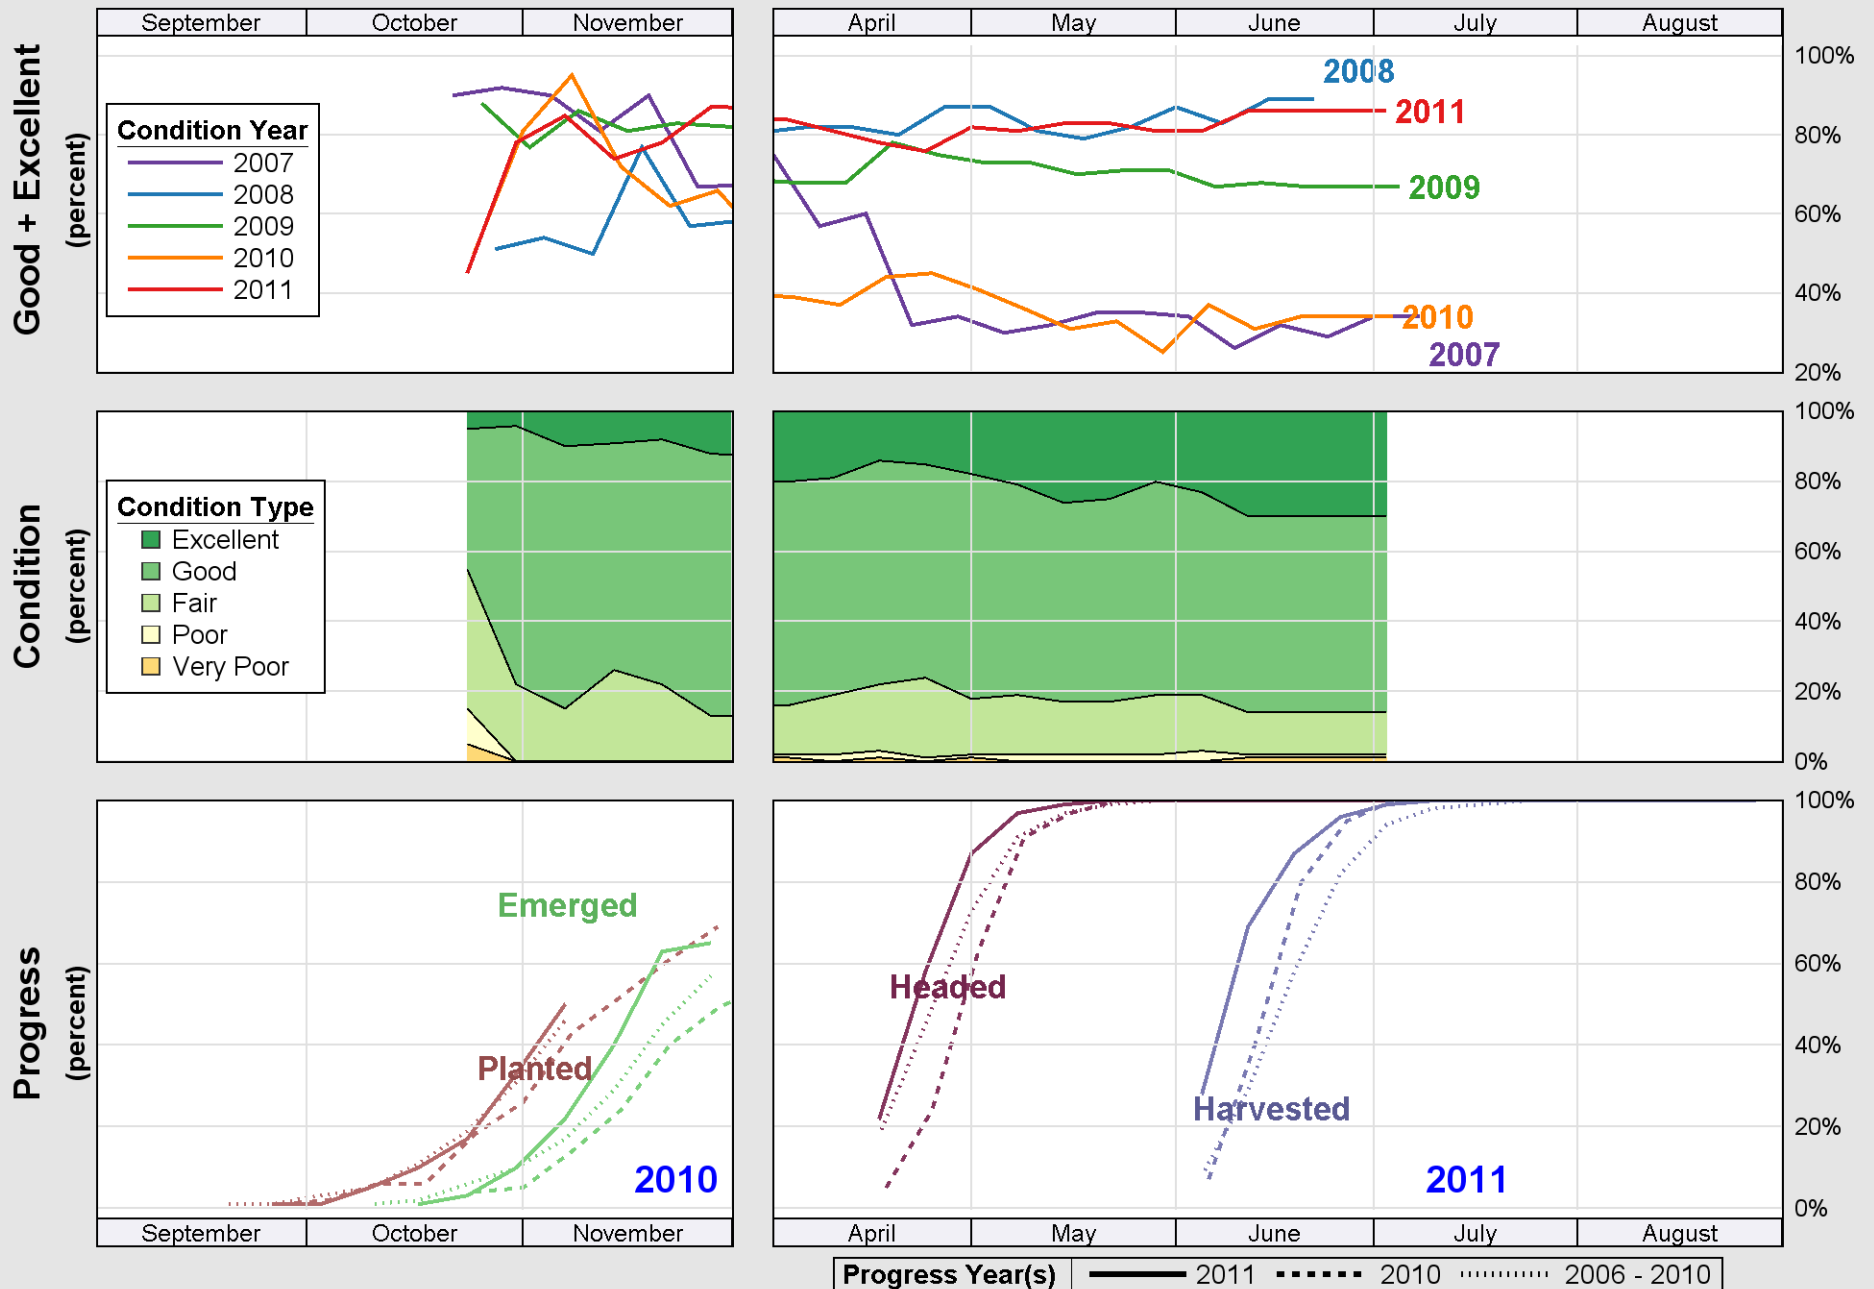 September October November April May June July August
Good + Excellent
(percent)
100%
80%
60%
40%
20%
Condition Year
2007
2008
2009
2010
2011
2008
2011
2009
2010
2007
Condition
(percent)
100%
80%
60%
40%
20%
0%
Condition Type
Excellent
Good
Fair
Poor
Very Poor
Progress
(percent)
100%
80%
60%
40%
20%
0%
Emerged
Planted
2010
Headed
Harvested
2011
September October November April May June July August
Progress Year(s) 2011 2010 2006 - 2010